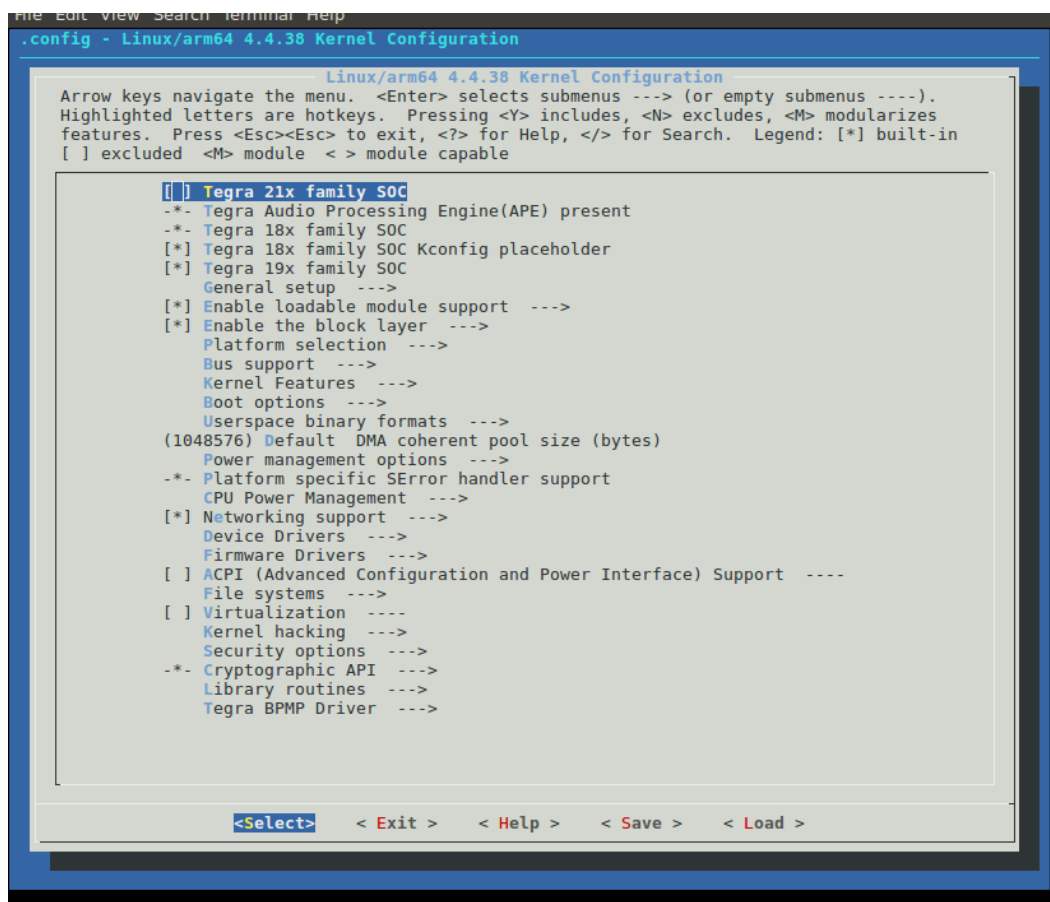 File Edit View Search Terminal Help
.config - Linux/arm64 4.4.38 Kernel Configuration
Linux/arm64 4.4.38 Kernel Configuration
Arrow keys navigate the menu.  <Enter> selects submenus ---> (or empty submenus ----).
Highlighted letters are hotkeys.  Pressing <Y> includes, <N> excludes, <M> modularizes
features.  Press <Esc><Esc> to exit, <?> for Help, </> for Search.  Legend: [*] built-in
[ ] excluded  <M> module  < > module capable
[ ] Tegra 21x family SOC
-*- Tegra Audio Processing Engine(APE) present
-*- Tegra 18x family SOC
[*] Tegra 18x family SOC Kconfig placeholder
[*] Tegra 19x family SOC
General setup  --->
[*] Enable loadable module support  --->
[*] Enable the block layer  --->
Platform selection  --->
Bus support  --->
Kernel Features  --->
Boot options  --->
Userspace binary formats  --->
(1048576) Default  DMA coherent pool size (bytes)
Power management options  --->
-*- Platform specific SError handler support
CPU Power Management  --->
[*] Networking support  --->
Device Drivers  --->
Firmware Drivers  --->
[ ] ACPI (Advanced Configuration and Power Interface) Support  ----
File systems  --->
[ ] Virtualization  ----
Kernel hacking  --->
Security options  --->
-*- Cryptographic API  --->
Library routines  --->
Tegra BPMP Driver  --->
<Select>    < Exit >    < Help >    < Save >    < Load >